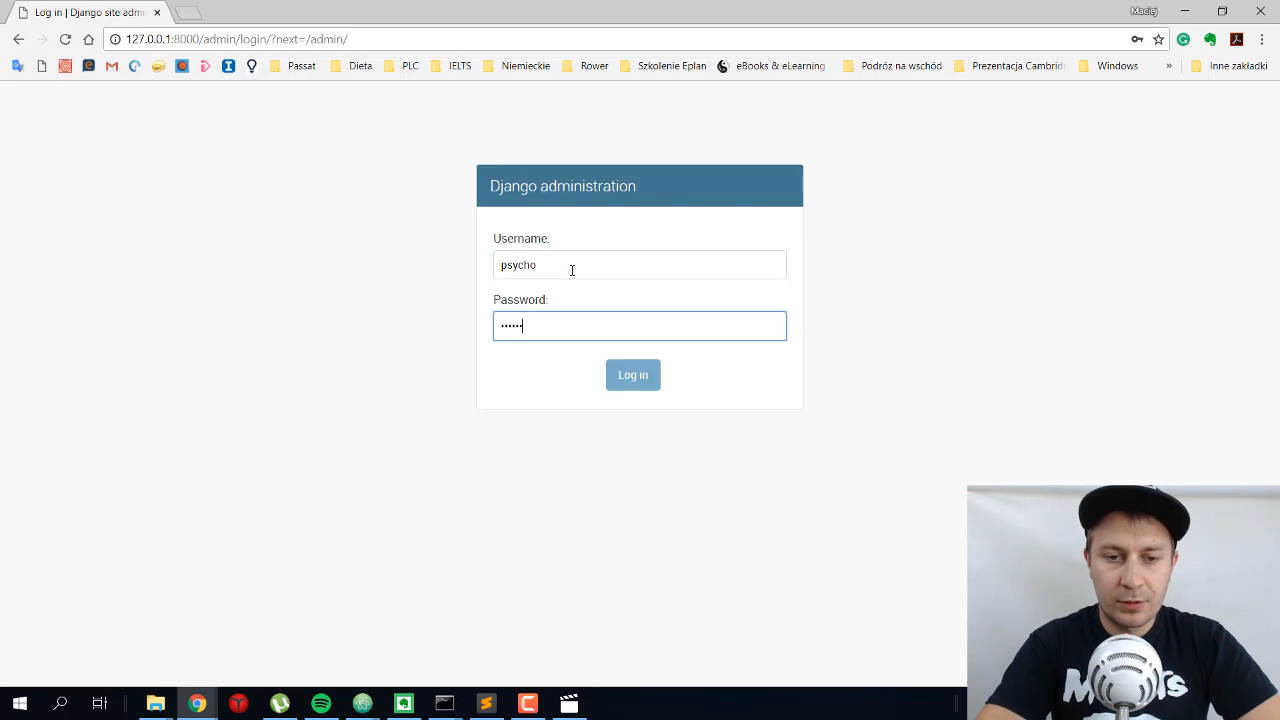 Log in | Django site admi
Maciej
127.0.0.1:8000/admin/login/?next=/admin/
Passat
Dieta
PLC
IELTS
Niemieckie
Rower
Szkolenie Eplan
eBooks & eLearning
Podróż na wschód
Prezentacja Cambrid
Windows
»
Inne zakładki
Django administration
Username:
psycho
Password:
••••••
Log in